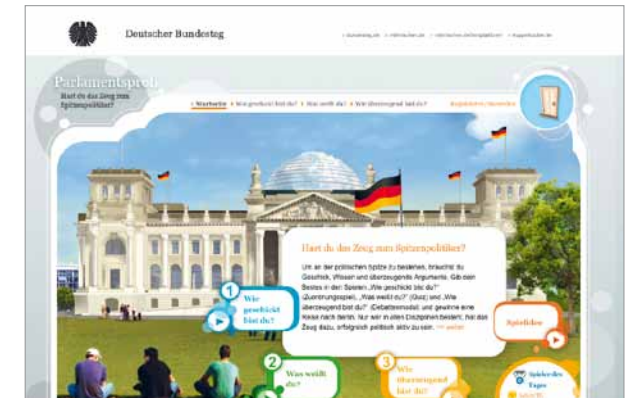 Deutscher Bundestag
Parlamentsprofi
Hast du das Zeug zum
Spitzenpolitiker?
Startseite Wie geschickt bist du? Was weißt du? Wie überzeugend bist du?
Hast du das Zeug zum Spitzenpolitiker?
Um an der politischen Spitze zu bestehen, brauchst du
Geschick, Wissen und überzeugende Argumente. Gib dein
Bestes in den Spielen „Wie geschickt bist du?“
(Querdenkungsspiel), „Was weißt du?“ (Quiz) und „Wie
überzeugend bist du?“ (Debattenmodul) und gewinne eine
Reise nach Berlin. Nur wer in allen Disziplinen besteht, hat das
Zeug dazu, erfolgreich politisch aktiv zu sein. weiter
1
Wie
geschickt
bist du?
Spielidee
2
Was weißt
du?
3
Wie
überzeugend
bist du?
Spieler des
Tages